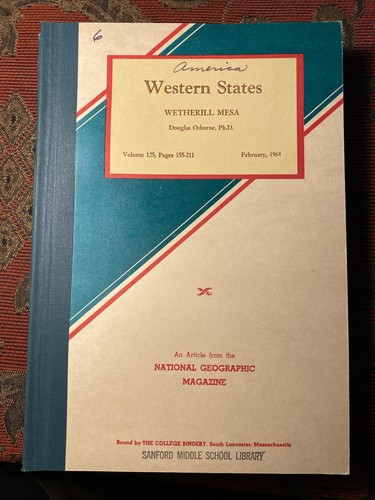 6
America
Western States
WETHERILL MESA
Douglas Osborne, Ph.D.
Volume 125, Pages 155-211 February, 1964
An Article from the
NATIONAL GEOGRAPHIC
MAGAZINE
Bound by THE COLLEGE BINDERY, South Lancaster, Massachusetts
SANFORD MIDDLE SCHOOL LIBRARY